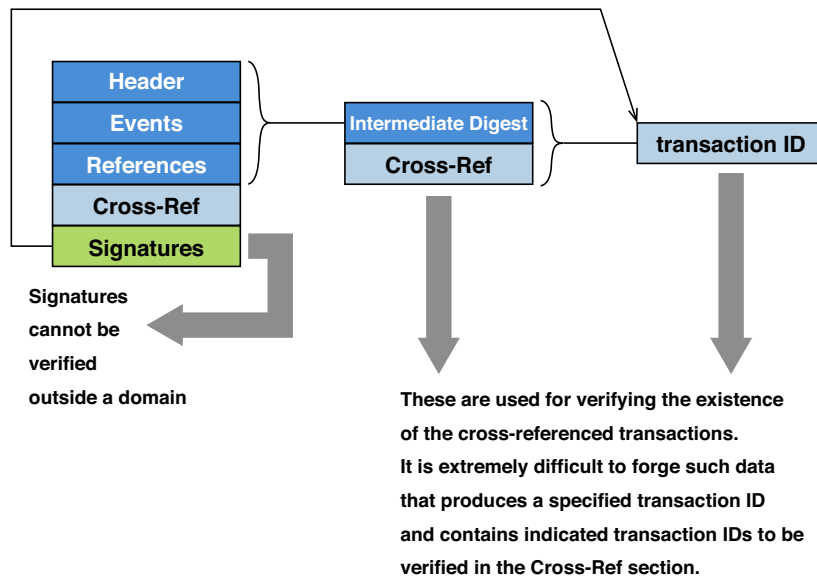 Header
Events
References
Cross-Ref
Signatures
Intermediate Digest
Cross-Ref
transaction ID
Signatures
cannot be
verified
outside a domain
These are used for verifying the existence
of the cross-referenced transactions.
It is extremely difficult to forge such data
that produces a specified transaction ID
and contains indicated transaction IDs to be
verified in the Cross-Ref section.